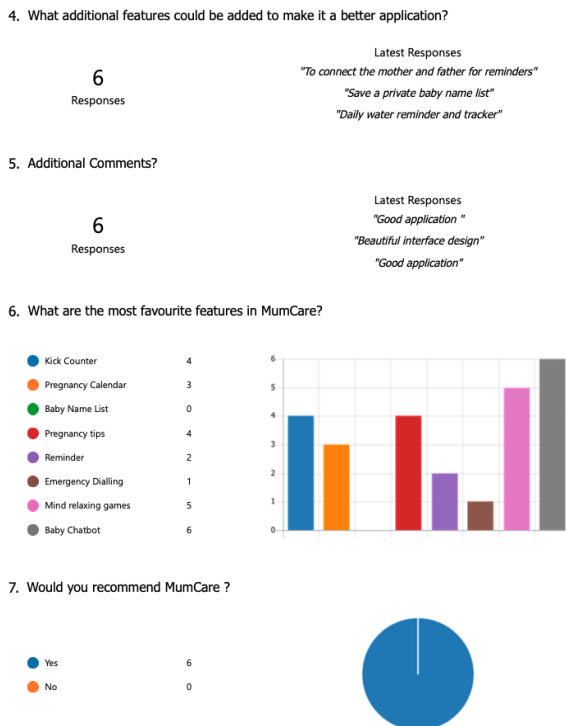 4. What additional features could be added to make it a better application?
6
Responses
Latest Responses
"To connect the mother and father for reminders"
"Save a private baby name list"
"Daily water reminder and tracker"
5. Additional Comments?
6
Responses
Latest Responses
"Good application "
"Beautiful interface design"
"Good application"
6. What are the most favourite features in MumCare?
Kick Counter 4
Pregnancy Calendar 3
Baby Name List 0
Pregnancy tips 4
Reminder 2
Emergency Dialling 1
Mind relaxing games 5
Baby Chatbot 6
6
5
4
3
2
1
0
7. Would you recommend MumCare ?
Yes 6
No 0